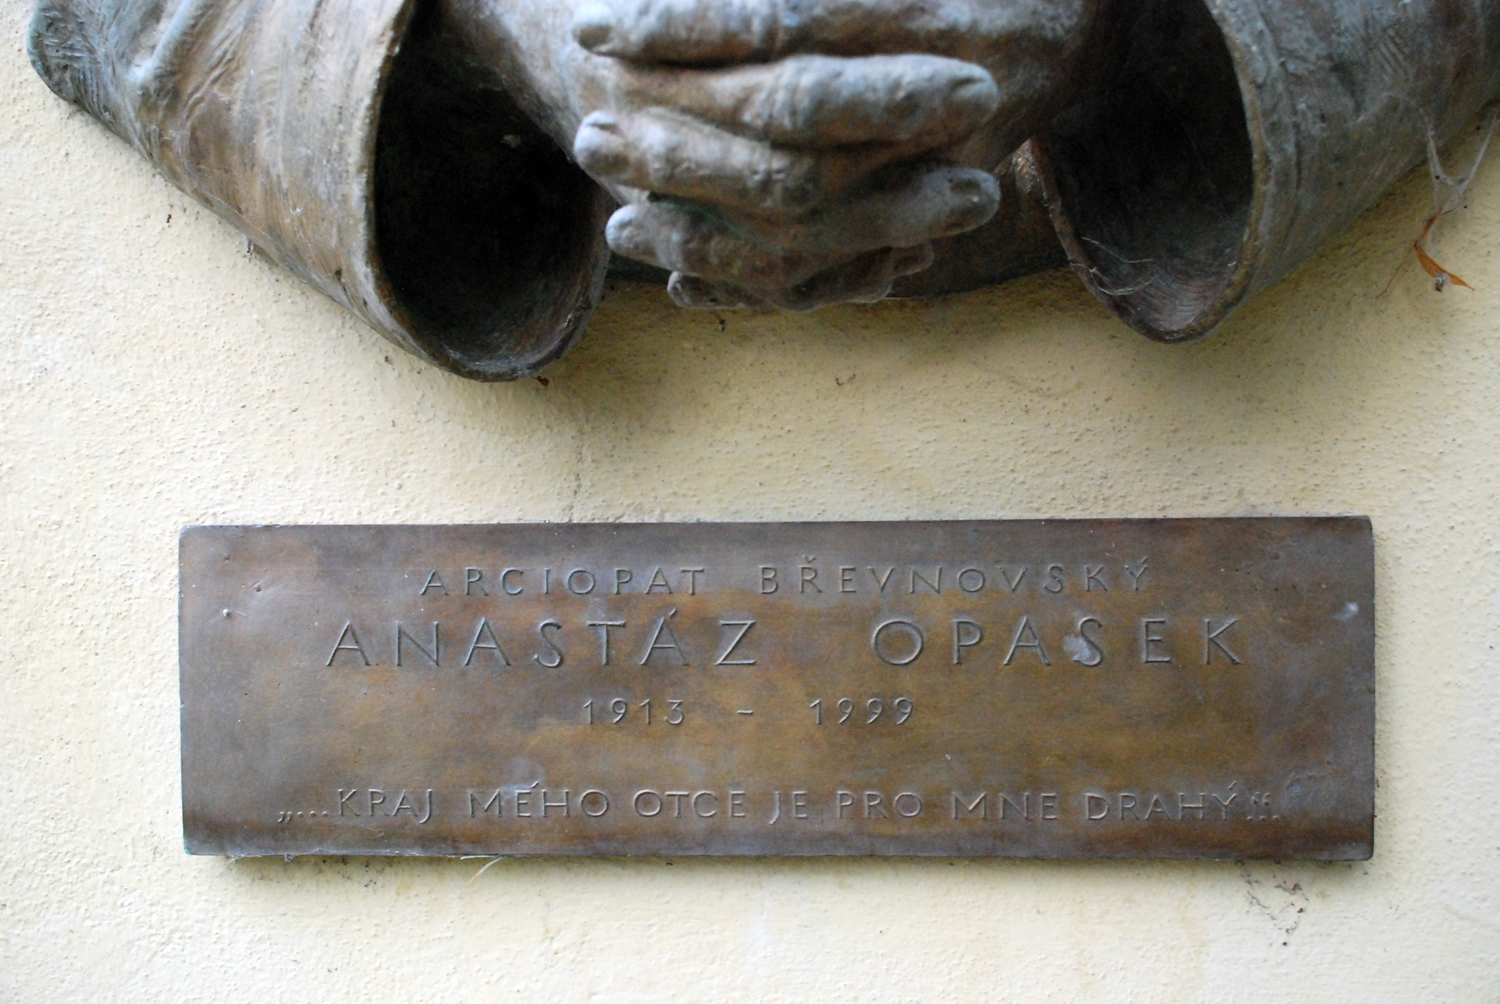 ARCIOPAT BŘEVNOVSKÝ
ANASTÁZ OPASEK
1913 - 1999
„....KRAJ MÉHO OTCE JE PRO MNE DRAHÝ“...